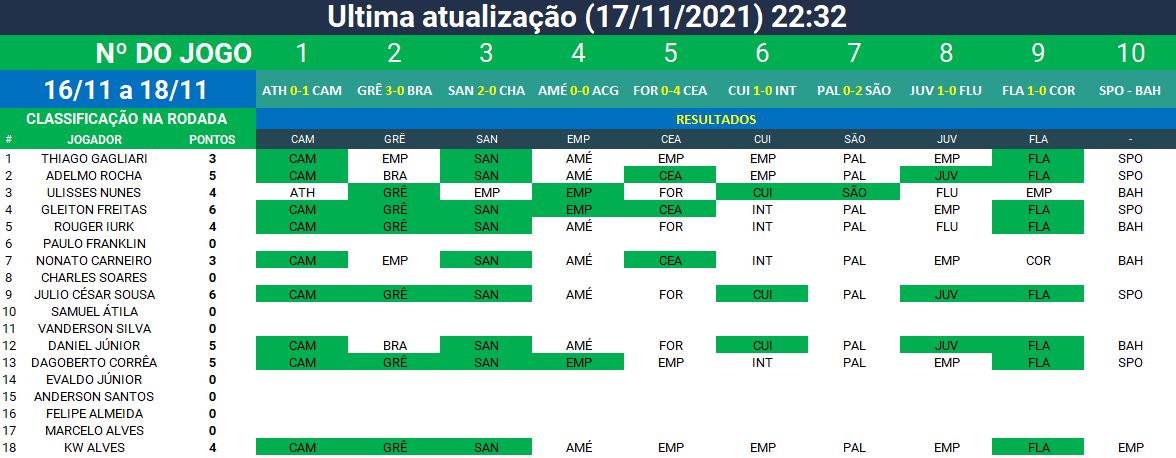 Ultima atualização (17/11/2021) 22:32
Nº DO JOGO 1 2 3 4 5 6 7 8 9 10
16/11 a 18/11 ATH 0-1 CAM GRÊ 3-0 BRA SAN 2-0 CHA AMÉ 0-0 ACG FOR 0-4 CEA CUI 1-0 INT PAL 0-2 SÃO JUV 1-0 FLU FLA 1-0 COR SPO - BAH
CLASSIFICAÇÃO NA RODADA RESULTADOS
# JOGADOR PONTOS CAM GRÊ SAN EMP CEA CUI SÃO JUV FLA -
1 THIAGO GAGLIARI 3 CAM EMP SAN AMÉ EMP EMP PAL EMP FLA SPO
2 ADELMO ROCHA 5 CAM BRA SAN AMÉ CEA EMP PAL JUV FLA SPO
3 ULISSES NUNES 4 ATH GRÊ EMP EMP FOR CUI SÃO FLU EMP BAH
4 GLEITON FREITAS 6 CAM GRÊ SAN EMP CEA INT PAL EMP FLA SPO
5 ROUGER IURK 4 CAM GRÊ SAN AMÉ FOR INT PAL FLU FLA BAH
6 PAULO FRANKLIN 0
7 NONATO CARNEIRO 3 CAM EMP SAN AMÉ CEA INT PAL EMP COR BAH
8 CHARLES SOARES 0
9 JULIO CÉSAR SOUSA 6 CAM GRÊ SAN AMÉ FOR CUI PAL JUV FLA SPO
10 SAMUEL ÁTILA 0
11 VANDERSON SILVA 0
12 DANIEL JÚNIOR 5 CAM BRA SAN AMÉ FOR CUI PAL JUV FLA BAH
13 DAGOBERTO CORRÊA 5 CAM GRÊ SAN EMP EMP INT PAL EMP FLA SPO
14 EVALDO JÚNIOR 0
15 ANDERSON SANTOS 0
16 FELIPE ALMEIDA 0
17 MARCELO ALVES 0
18 KW ALVES 4 CAM GRÊ SAN AMÉ EMP EMP PAL EMP FLA EMP